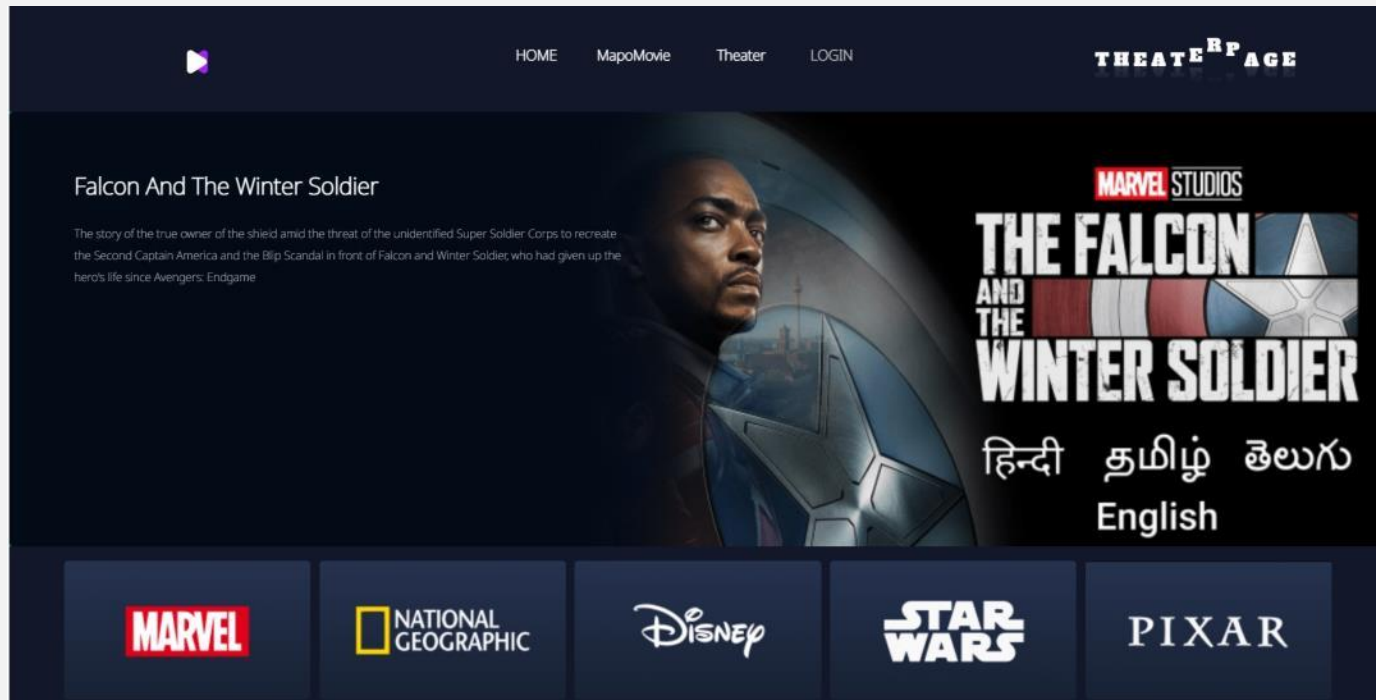 HOME MapoMovie Theater LOGIN
THEATERPAGE
Falcon And The Winter Soldier
The story of the true owner of the shield amid the threat of the unidentified Super Soldier Corps to recreate
the Second Captain America and the Blip Scandal in front of Falcon and Winter Soldier, who had given up the
hero's life since Avengers: Endgame
MARVEL STUDIOS
THE FALCON
AND
THE
WINTER SOLDIER
हिन्दी தமிழ் తెలుగు
English
MARVEL
NATIONAL
GEOGRAPHIC
Disney
STAR
WARS
PIXAR